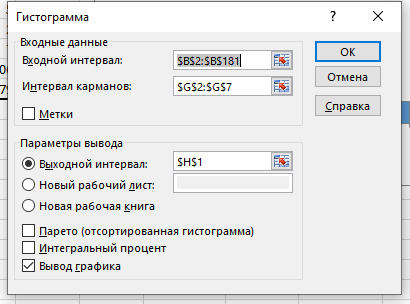 Гистограмма
?
×
Входные данные
Входной интервал:
$B$2:$B$181
Интервал карманов:
$G$2:$G$7
Метки
OK
Отмена
Справка
Параметры вывода
Выходной интервал:
$H$1
Новый рабочий лист:
Новая рабочая книга
Парето (отсортированная гистограмма)
Интегральный процент
Вывод графика